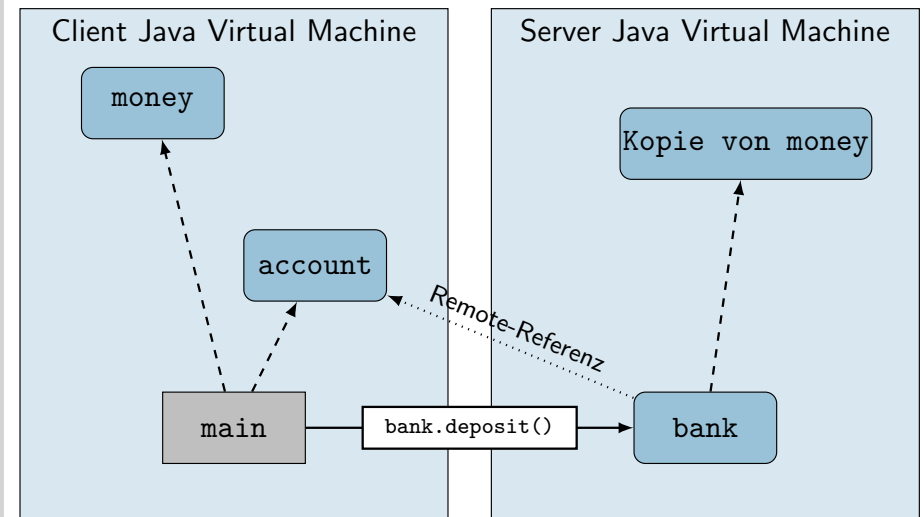 Client Java Virtual Machine
Server Java Virtual Machine
money
Kopie von money
account
Remote-Referenz
main
bank.deposit()
bank